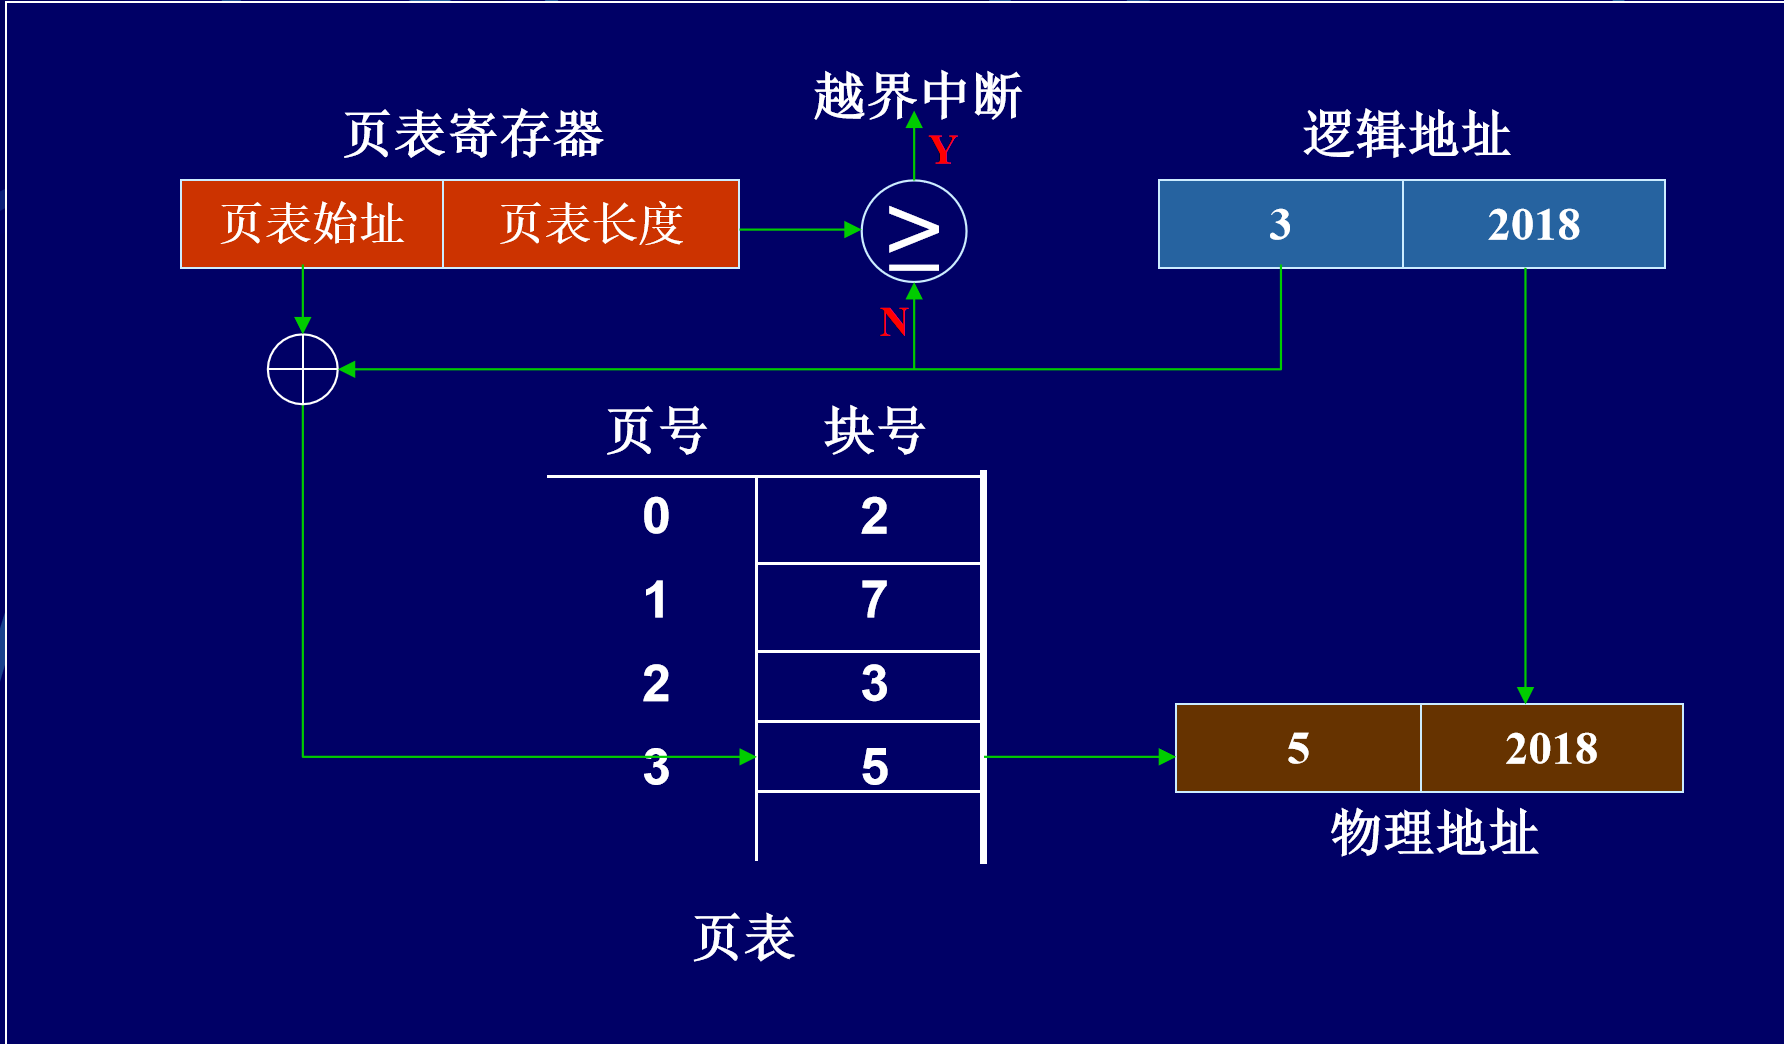 越界中断
页表寄存器
逻辑地址
Y
页表始址 页表长度
≥
3 2018
N
页号 块号
0 2
1 7
2 3
3 5
5 2018
物理地址
页表